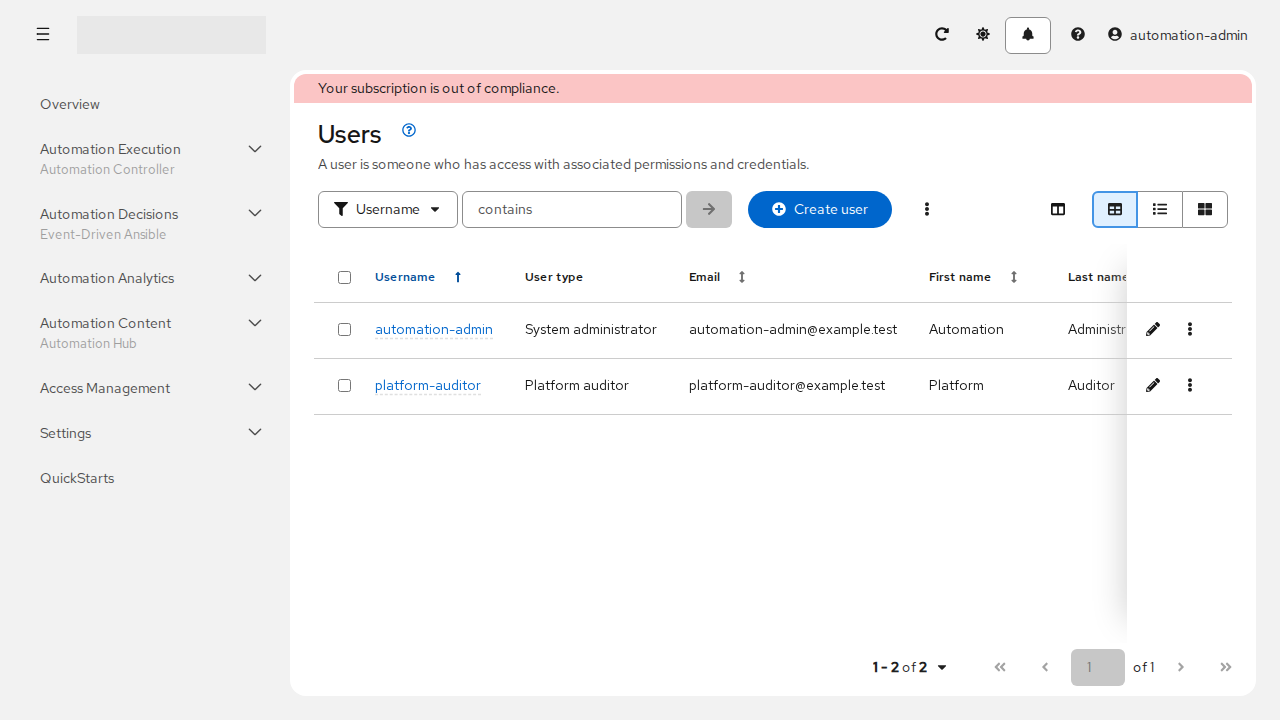 automation-admin
Overview
Automation Execution
Automation Controller
Automation Decisions
Event-Driven Ansible
Automation Analytics
Automation Content
Automation Hub
Access Management
Settings
QuickStarts
Your subscription is out of compliance.
Users
A user is someone who has access with associated permissions and credentials.
Username contains Create user
Username User type Email First name Last name
automation-admin System administrator automation-admin@example.test Automation Administr
platform-auditor Platform auditor platform-auditor@example.test Platform Auditor
1 - 2 of 2 1 of 1